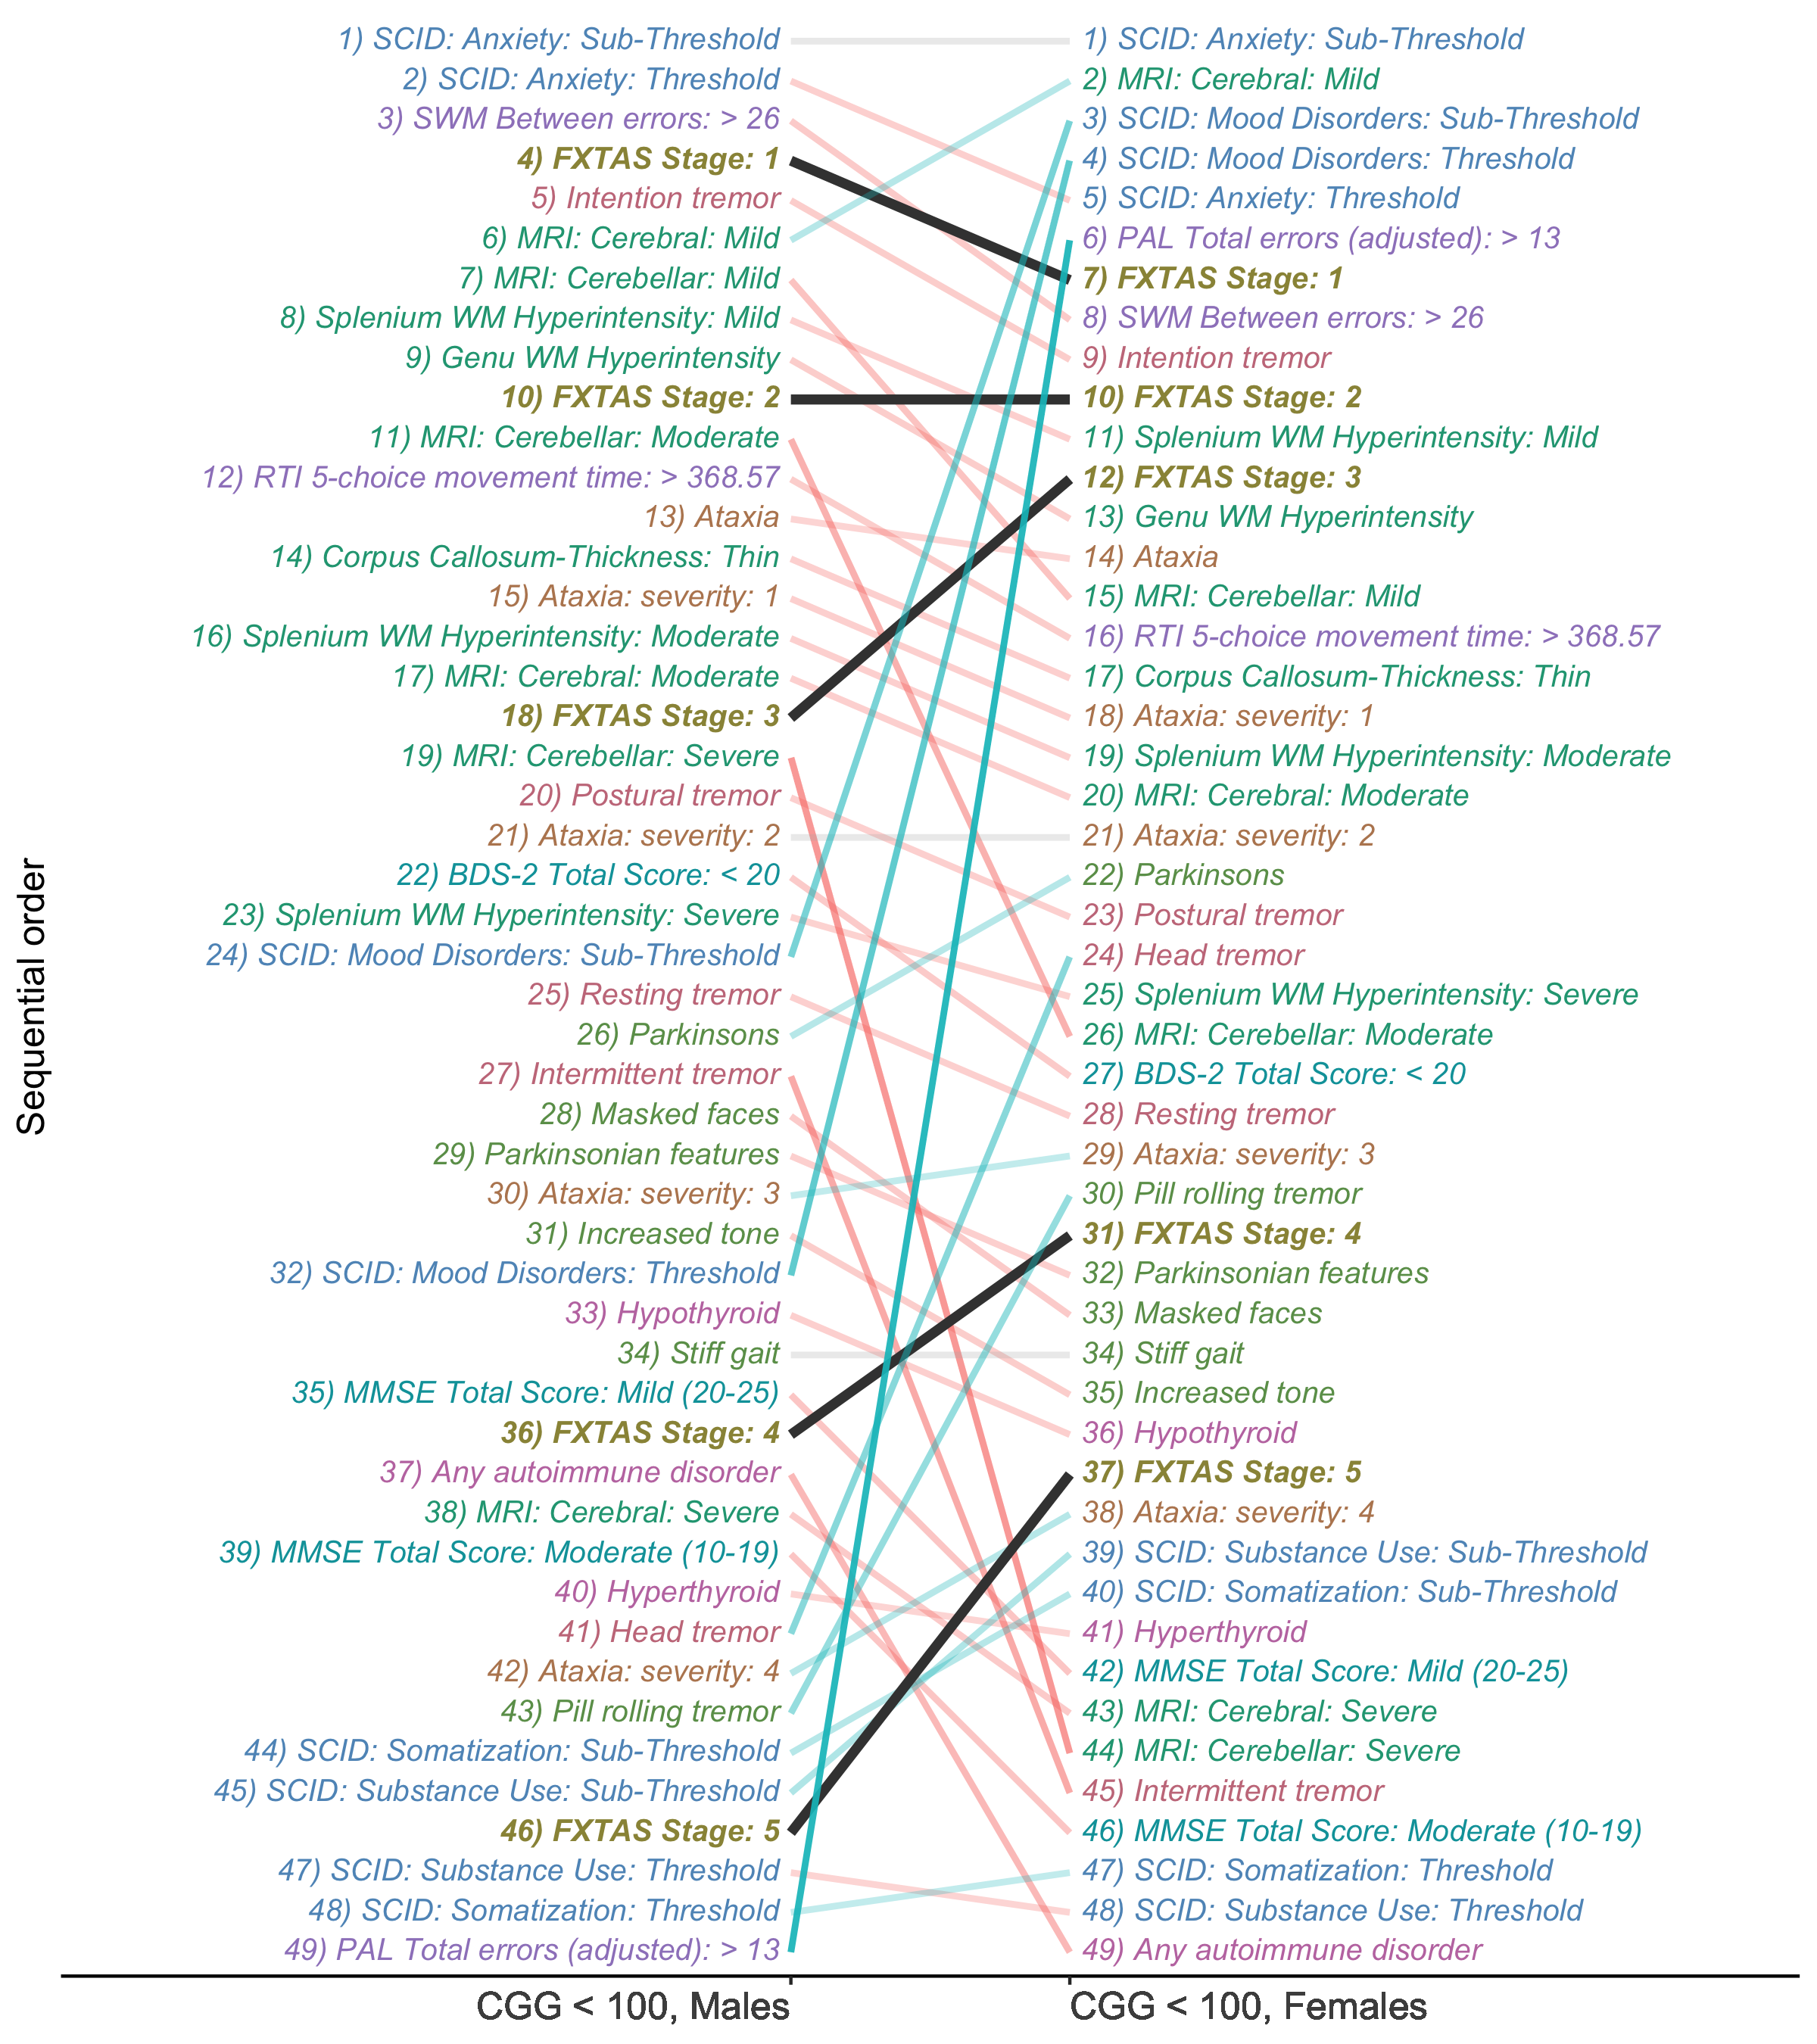 1) SCID: Anxiety: Sub-Threshold
2) SCID: Anxiety: Threshold
3) SWM Between errors: > 26
4) FXTAS Stage: 1
5) Intention tremor
6) MRI: Cerebral: Mild
7) MRI: Cerebellar: Mild
8) Splenium WM Hyperintensity: Mild
9) Genu WM Hyperintensity
10) FXTAS Stage: 2
11) MRI: Cerebellar: Moderate
12) RTI 5-choice movement time: > 368.57
13) Ataxia
14) Corpus Callosum-Thickness: Thin
15) Ataxia: severity: 1
16) Splenium WM Hyperintensity: Moderate
17) MRI: Cerebral: Moderate
18) FXTAS Stage: 3
19) MRI: Cerebellar: Severe
20) Postural tremor
21) Ataxia: severity: 2
22) BDS-2 Total Score: < 20
23) Splenium WM Hyperintensity: Severe
24) SCID: Mood Disorders: Sub-Threshold
25) Resting tremor
26) Parkinsons
27) Intermittent tremor
28) Masked faces
29) Parkinsonian features
30) Ataxia: severity: 3
31) Increased tone
32) SCID: Mood Disorders: Threshold
33) Hypothyroid
34) Stiff gait
35) MMSE Total Score: Mild (20-25)
36) FXTAS Stage: 4
37) Any autoimmune disorder
38) MRI: Cerebral: Severe
39) MMSE Total Score: Moderate (10-19)
40) Hyperthyroid
41) Head tremor
42) Ataxia: severity: 4
43) Pill rolling tremor
44) SCID: Somatization: Sub-Threshold
45) SCID: Substance Use: Sub-Threshold
46) FXTAS Stage: 5
47) SCID: Substance Use: Threshold
48) SCID: Somatization: Threshold
49) PAL Total errors (adjusted): > 13
1) SCID: Anxiety: Sub-Threshold
2) MRI: Cerebral: Mild
3) SCID: Mood Disorders: Sub-Threshold
4) SCID: Mood Disorders: Threshold
5) SCID: Anxiety: Threshold
6) PAL Total errors (adjusted): > 13
7) FXTAS Stage: 1
8) SWM Between errors: > 26
9) Intention tremor
10) FXTAS Stage: 2
11) Splenium WM Hyperintensity: Mild
12) FXTAS Stage: 3
13) Genu WM Hyperintensity
14) Ataxia
15) MRI: Cerebellar: Mild
16) RTI 5-choice movement time: > 368.57
17) Corpus Callosum-Thickness: Thin
18) Ataxia: severity: 1
19) Splenium WM Hyperintensity: Moderate
20) MRI: Cerebral: Moderate
21) Ataxia: severity: 2
22) Parkinsons
23) Postural tremor
24) Head tremor
25) Splenium WM Hyperintensity: Severe
26) MRI: Cerebellar: Moderate
27) BDS-2 Total Score: < 20
28) Resting tremor
29) Ataxia: severity: 3
30) Pill rolling tremor
31) FXTAS Stage: 4
32) Parkinsonian features
33) Masked faces
34) Stiff gait
35) Increased tone
36) Hypothyroid
37) FXTAS Stage: 5
38) Ataxia: severity: 4
39) SCID: Substance Use: Sub-Threshold
40) SCID: Somatization: Sub-Threshold
41) Hyperthyroid
42) MMSE Total Score: Mild (20-25)
43) MRI: Cerebral: Severe
44) MRI: Cerebellar: Severe
45) Intermittent tremor
46) MMSE Total Score: Moderate (10-19)
47) SCID: Somatization: Threshold
48) SCID: Substance Use: Threshold
49) Any autoimmune disorder
Sequential order
CGG < 100, Males
CGG < 100, Females